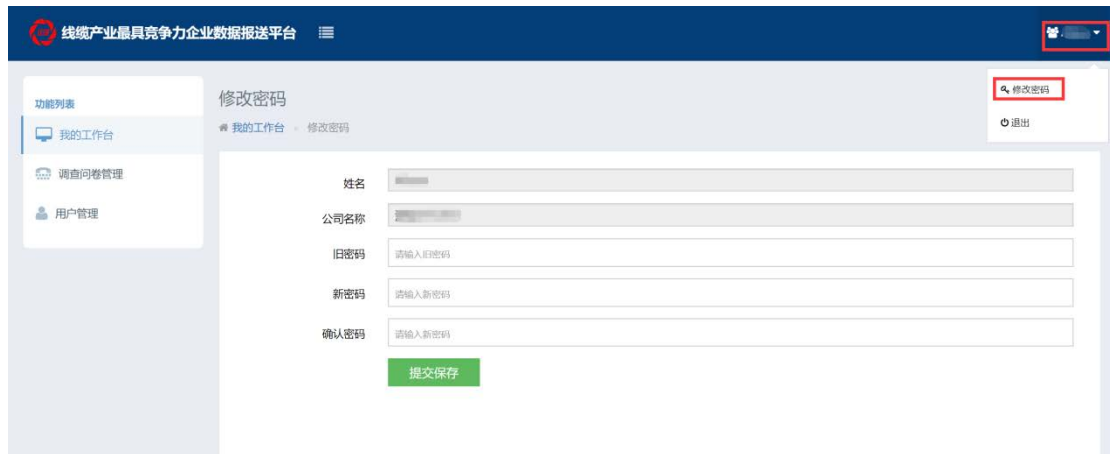 线缆产业最具竞争力企业数据报送平台
修改密码
退出
功能列表
我的工作台
调查问卷管理
用户管理
修改密码
我的工作台 修改密码
姓名
公司名称
旧密码 请输入旧密码
新密码 请输入新密码
确认密码 请输入新密码
提交保存